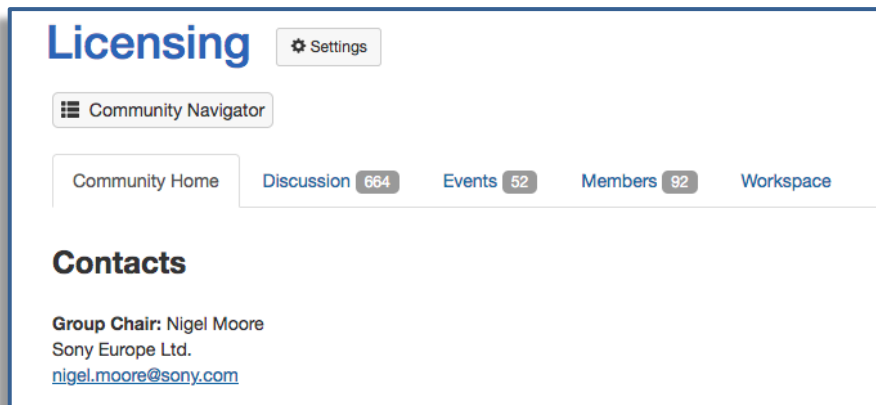 Licensing Settings
Community Navigator
Community Home Discussion 664 Events 52 Members 92 Workspace
Contacts
Group Chair: Nigel Moore
Sony Europe Ltd.
nigel.moore@sony.com